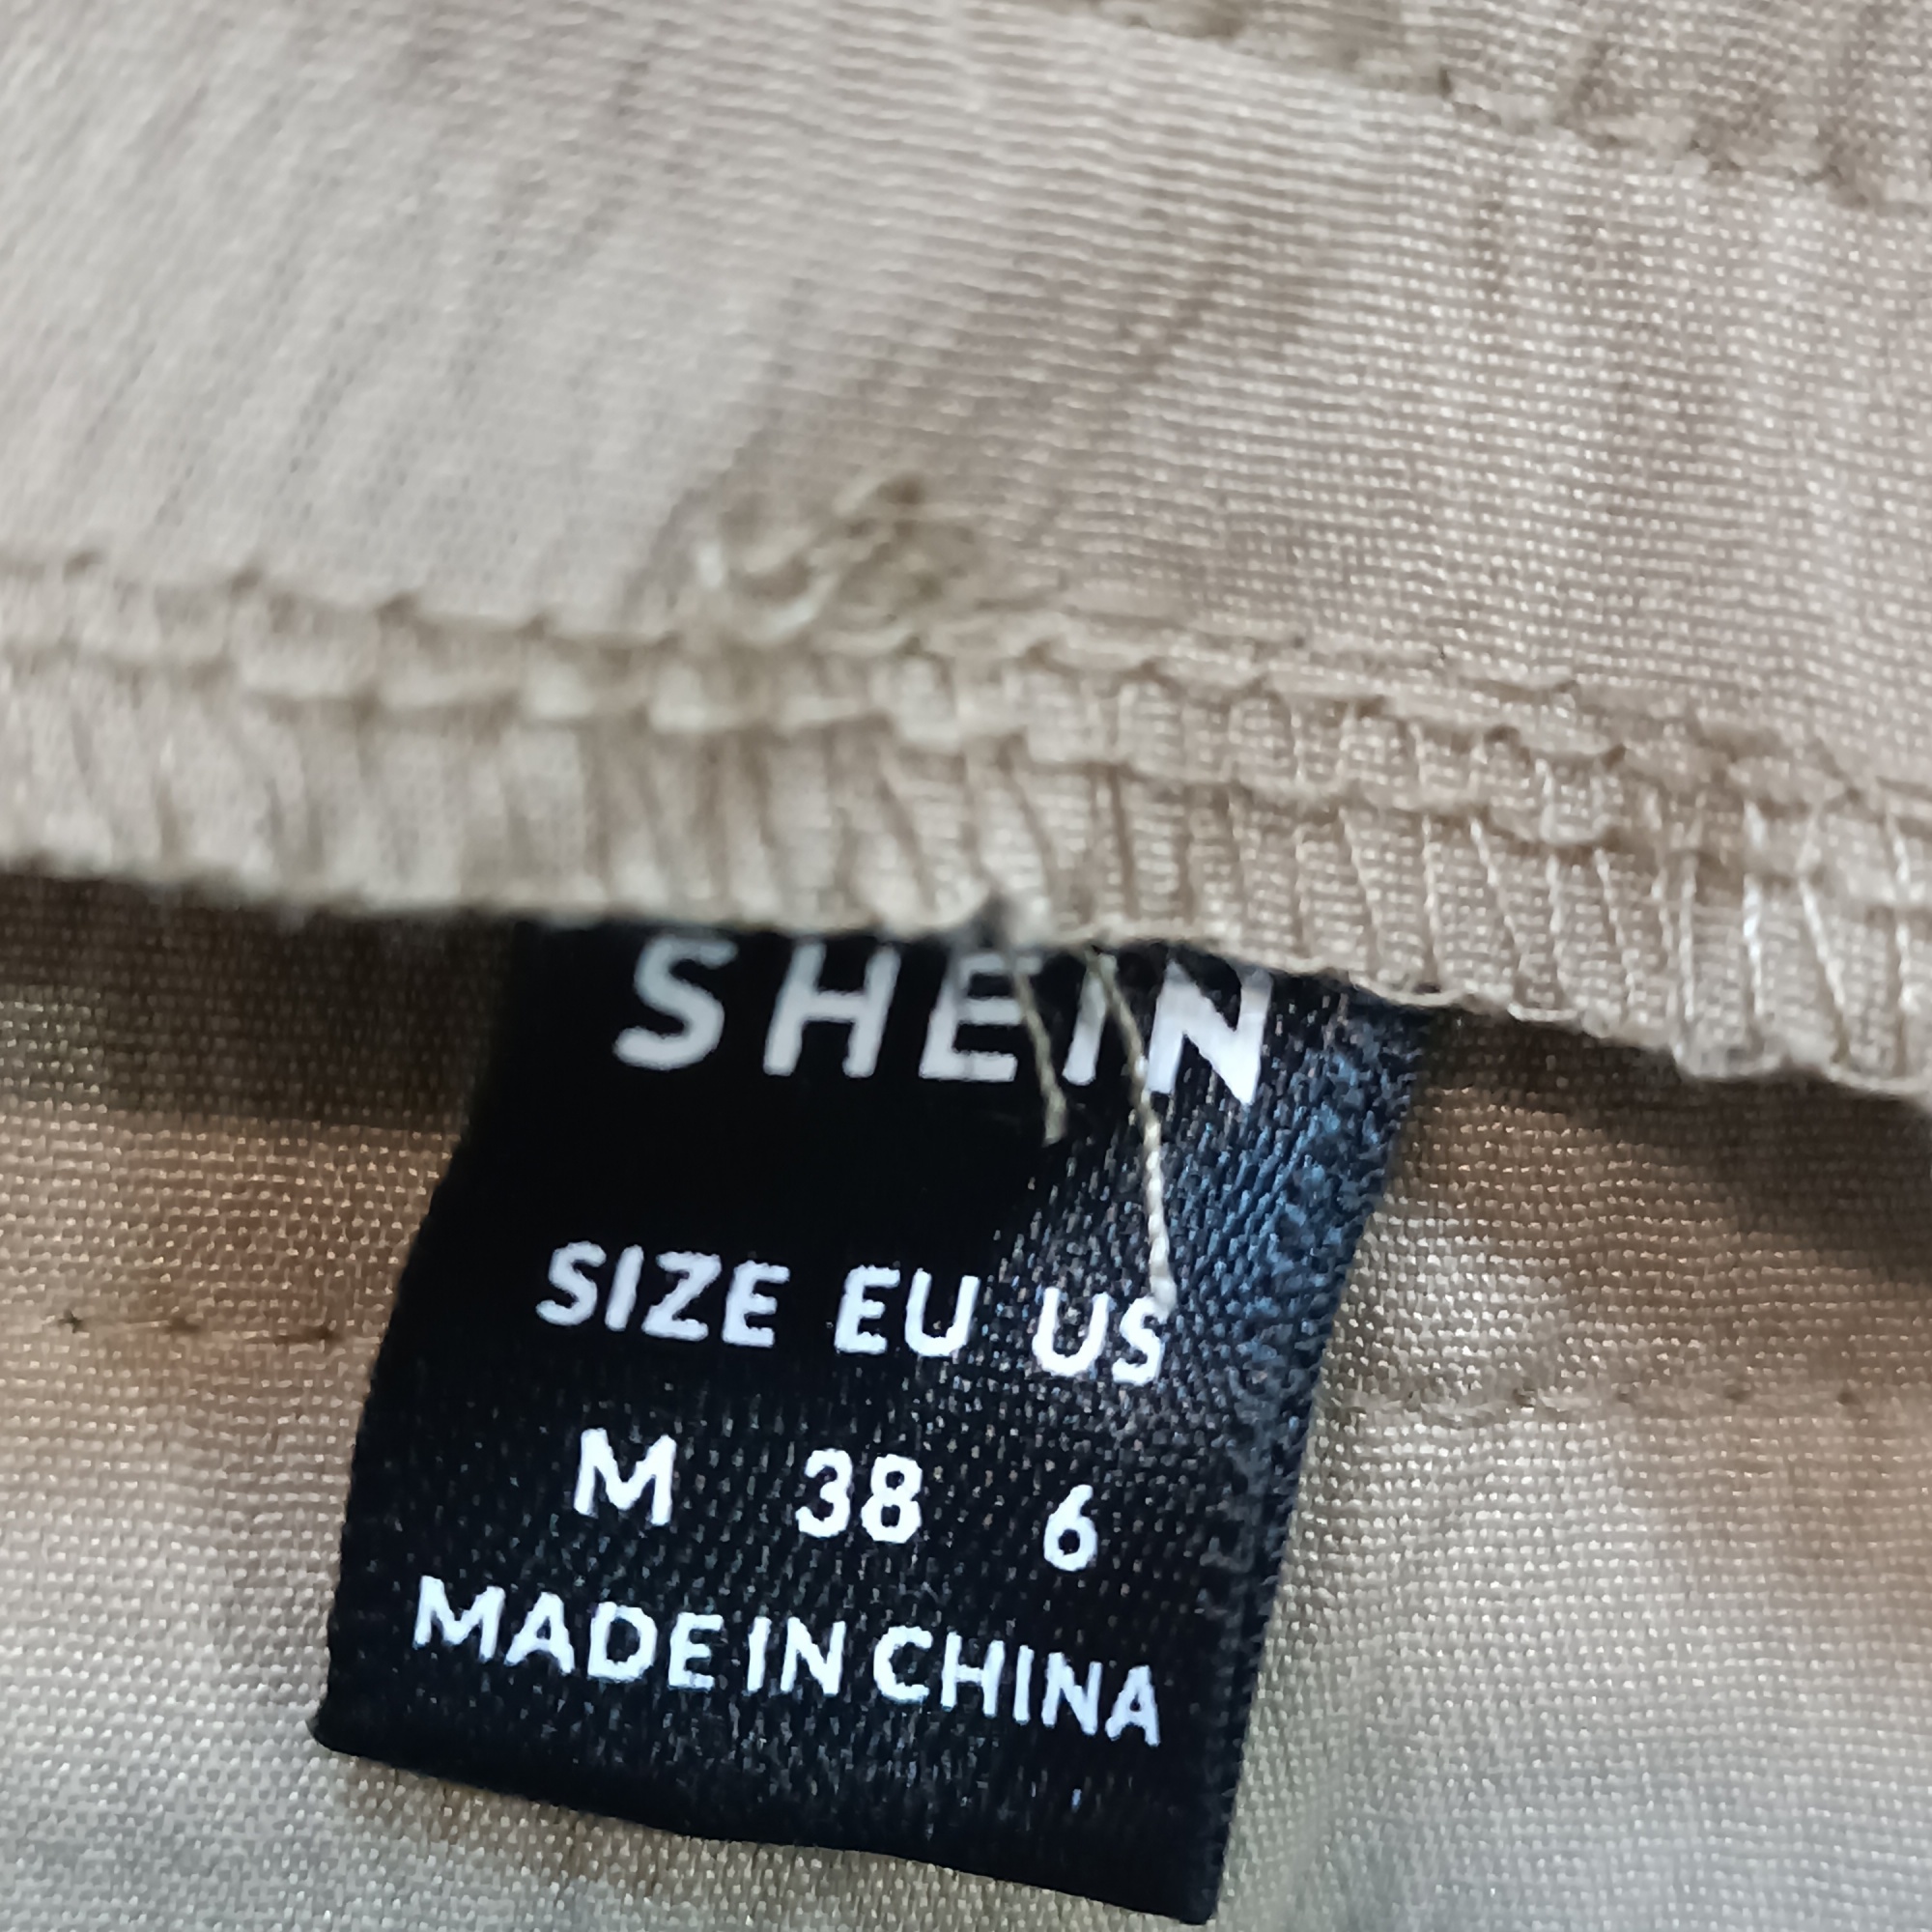 SHEIN
SIZE EU US
M 38 6
MADE IN CHINA